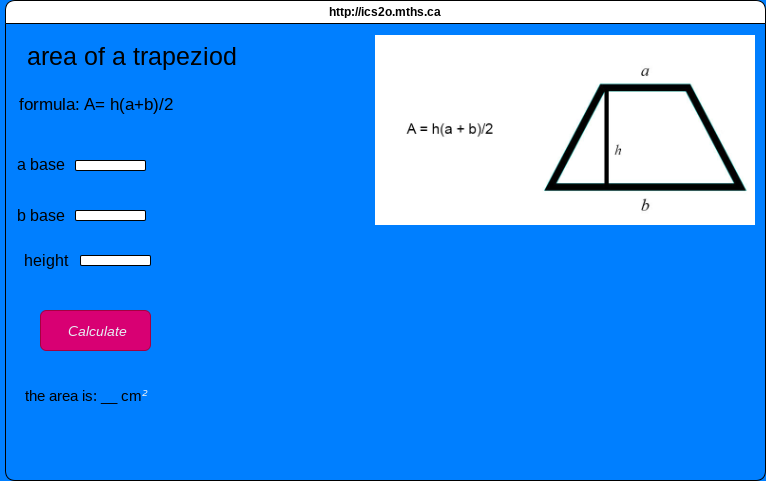 http://ics2o.mths.ca
area of a trapeziod
formula: A= h(a+b)/2
a base
b base
height
Calculate
the area is: __ cm²
a
A = h(a + b)/2
h
b